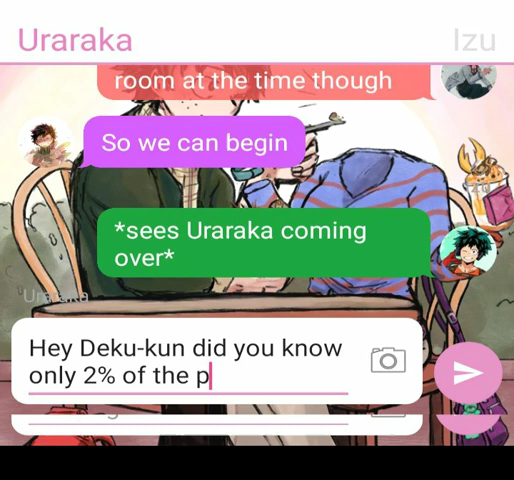 Uraraka Izu
room at the time though
So we can begin
*sees Uraraka coming
over*
Uraraka
Hey Deku-kun did you know
only 2% of the p